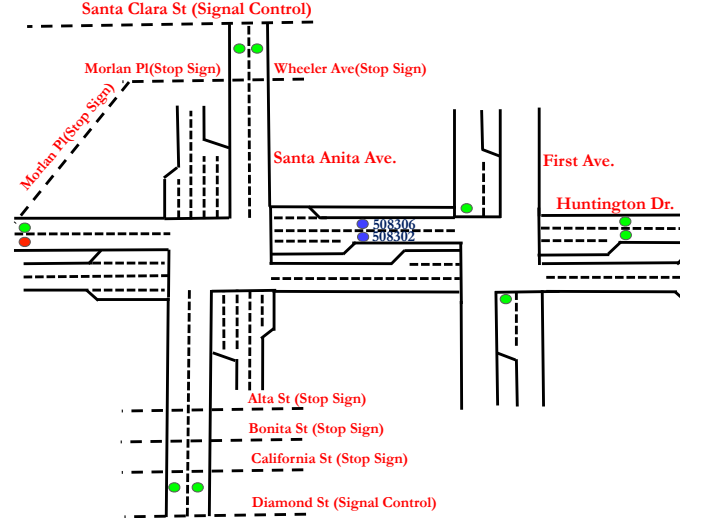 Santa Clara St (Signal Control)
Morlan Pl(Stop Sign)
Wheeler Ave(Stop Sign)
Morlan Pl(Stop Sign)
Santa Anita Ave.
First Ave.
Huntington Dr.
508306
508302
Alta St (Stop Sign)
Bonita St (Stop Sign)
California St (Stop Sign)
Diamond St (Signal Control)